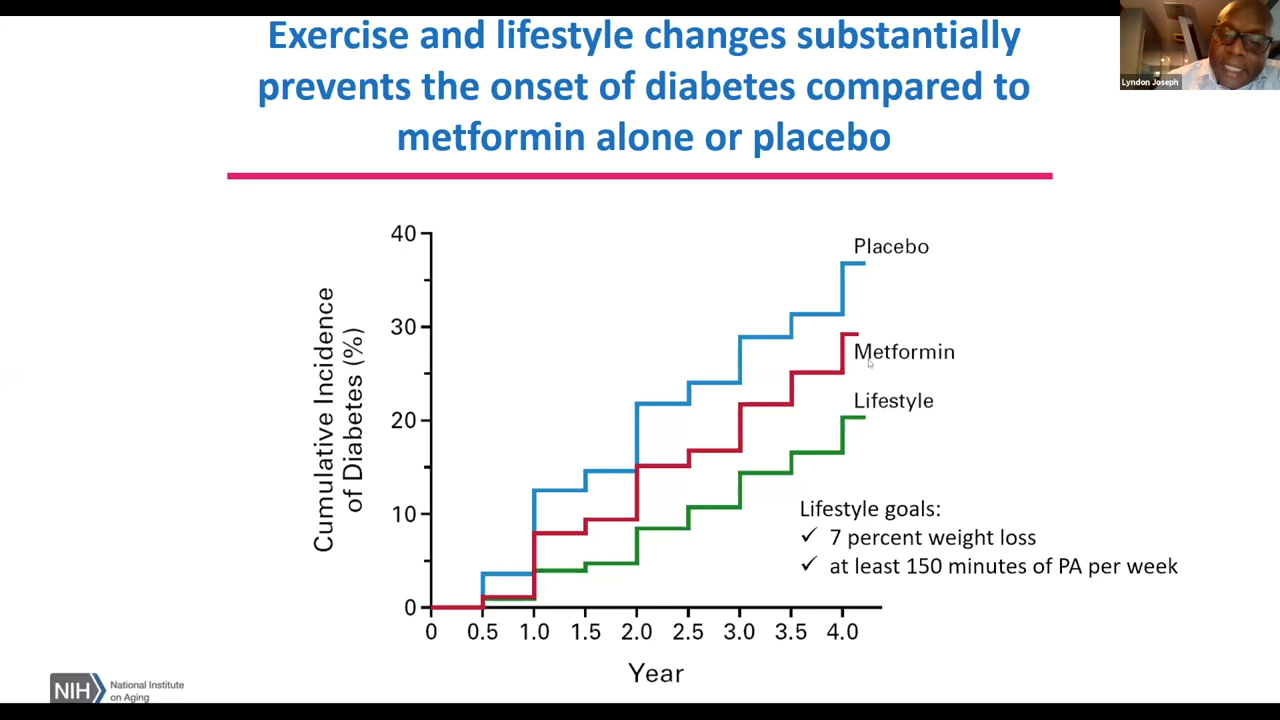 Exercise and lifestyle changes substantially
prevents the onset of diabetes compared to
metformin alone or placebo
Lyndon Joseph
Cumulative Incidence
of Diabetes (%)
40
30
20
10
0
Placebo
Metformin
Lifestyle
Lifestyle goals:
✓ 7 percent weight loss
✓ at least 150 minutes of PA per week
0 0.5 1.0 1.5 2.0 2.5 3.0 3.5 4.0
Year
NIH
National Institute
on Aging